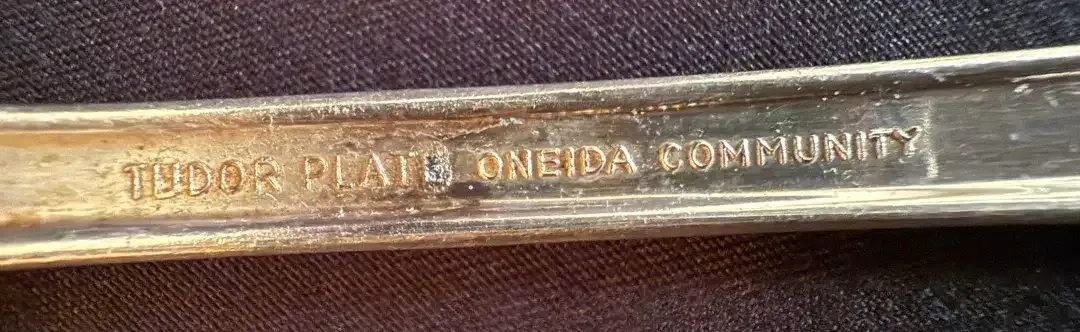 TUDOR PLATE ONEIDA COMMUNITY